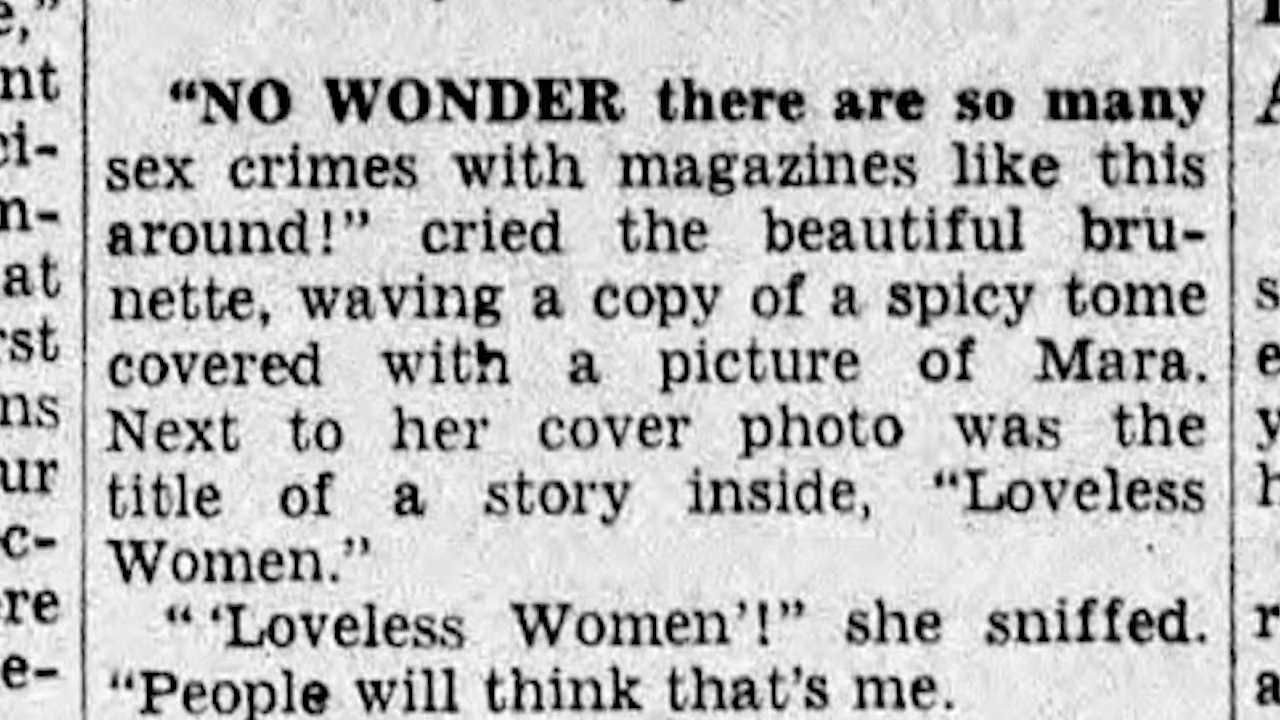 “NO WONDER there are so many
sex crimes with magazines like this
around!” cried the beautiful bru-
nette, waving a copy of a spicy tome
covered with a picture of Mara.
Next to her cover photo was the
title of a story inside, “Loveless
Women.”
“ ‘Loveless Women’!” she sniffed.
“People will think that’s me.